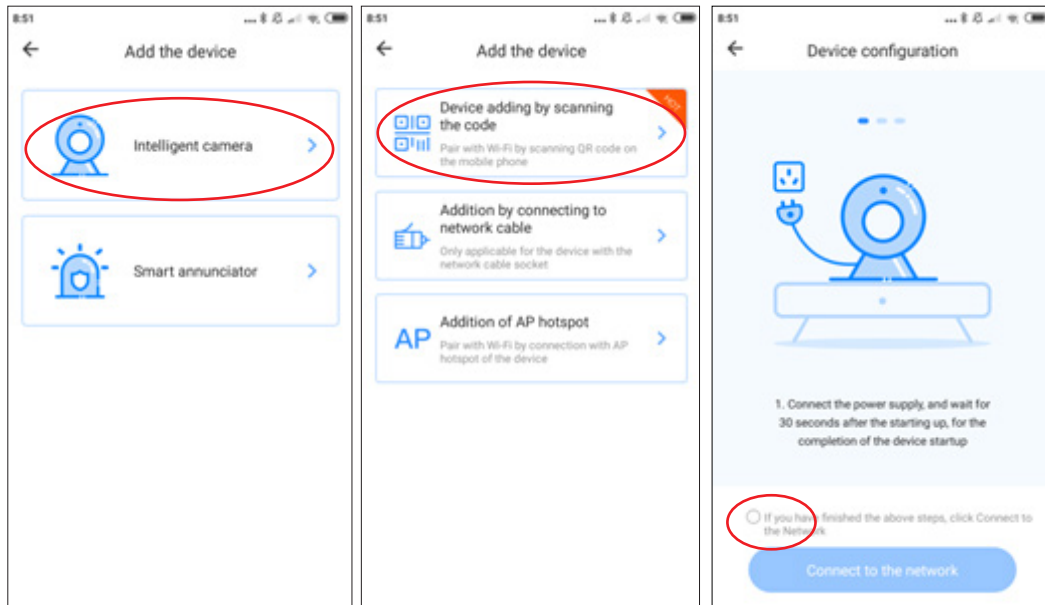 8:51
Add the device
Intelligent camera
Smart annunciator
8:51
Add the device
HOT
Device adding by scanning
the code
Pair with Wi-Fi by scanning QR code on
the mobile phone
Addition by connecting to
network cable
Only applicable for the device with the
network cable socket
AP
Addition of AP hotspot
Pair with Wi-Fi by connection with AP
hotspot of the device
8:51
Device configuration
1. Connect the power supply, and wait for
30 seconds after the starting up, for the
completion of the device startup
If you have finished the above steps, click Connect to
the Network
Connect to the network